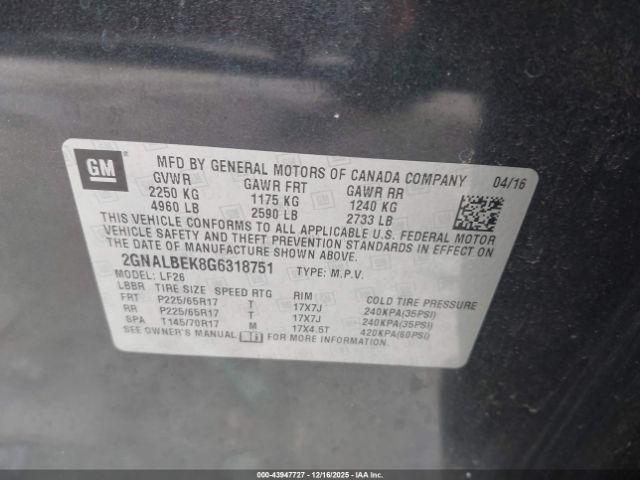 GM
MFD BY GENERAL MOTORS OF CANADA COMPANY 04/16
GVWR GAWR FRT GAWR RR
2250 KG 1175 KG 1240 KG
4960 LB 2590 LB 2733 LB
THIS VEHICLE CONFORMS TO ALL APPLICABLE U.S. FEDERAL MOTOR
VEHICLE SAFETY AND THEFT PREVENTION STANDARDS IN EFFECT ON
THE DATE OF MANUFACTURE SHOWN ABOVE.
2GNALBEK8G6318751 TYPE: M.P.V.
MODEL: LF26
LBBR TIRE SIZE SPEED RTG RIM COLD TIRE PRESSURE
FRT P225/65R17 T 17X7J 240KPA(35PSI)
RR P225/65R17 T 17X7J 240KPA(35PSI)
SPA T145/70R17 M 17X4.5T 420KPA(60PSI)
SEE OWNER'S MANUAL FOR MORE INFORMATION.
000-43947727 - 12/16/2025 - IAAI.COM